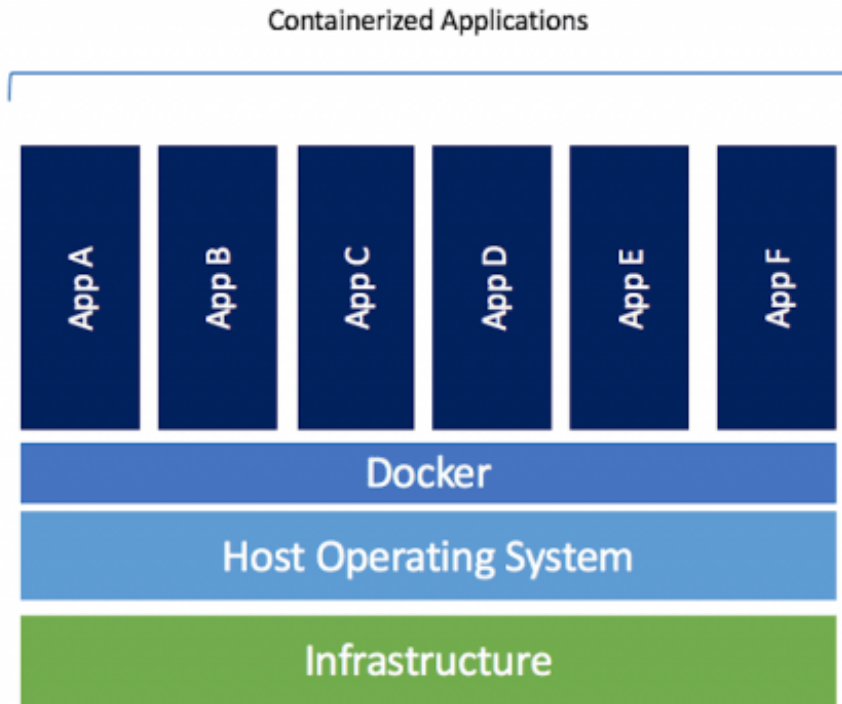 Containerized Applications
App A
App B
App C
App D
App E
App F
Docker
Host Operating System
Infrastructure